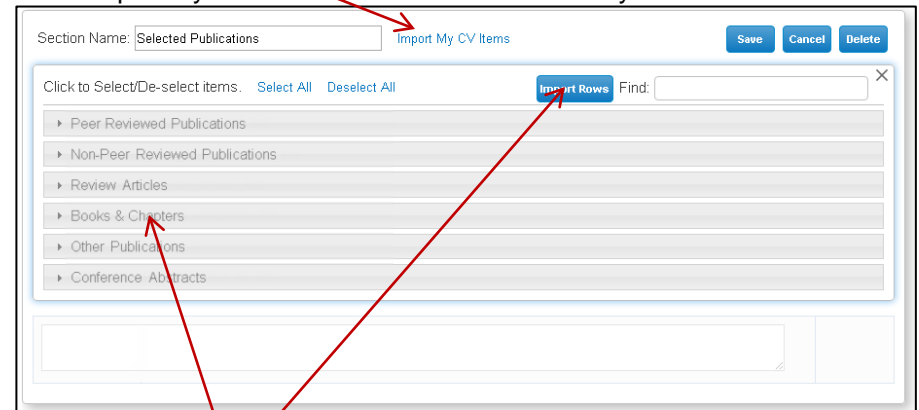 Section Name: Selected Publications Import My CV Items Save Cancel Delete
Click to Select/De-select items. Select All Deselect All Import Rows Find:
Peer Reviewed Publications
Non-Peer Reviewed Publications
Review Articles
Books & Chapters
Other Publications
Conference Abstracts